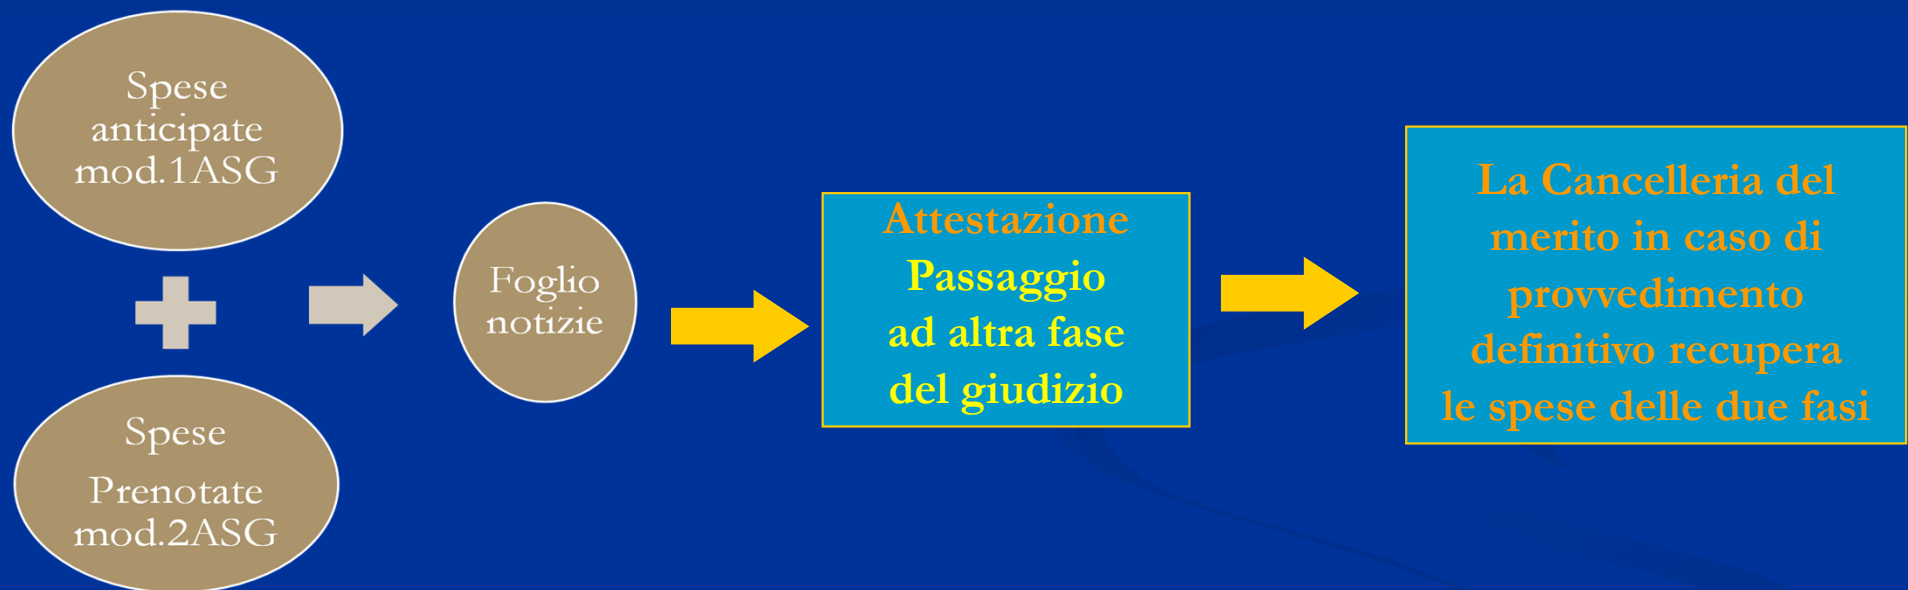 Spese
anticipate
mod.1ASG
Spese
Prenotate
mod.2ASG
Foglio
notizie
Attestazione
Passaggio
ad altra fase
del giudizio
La Cancelleria del
merito in caso di
provvedimento
definitivo recupera
le spese delle due fasi